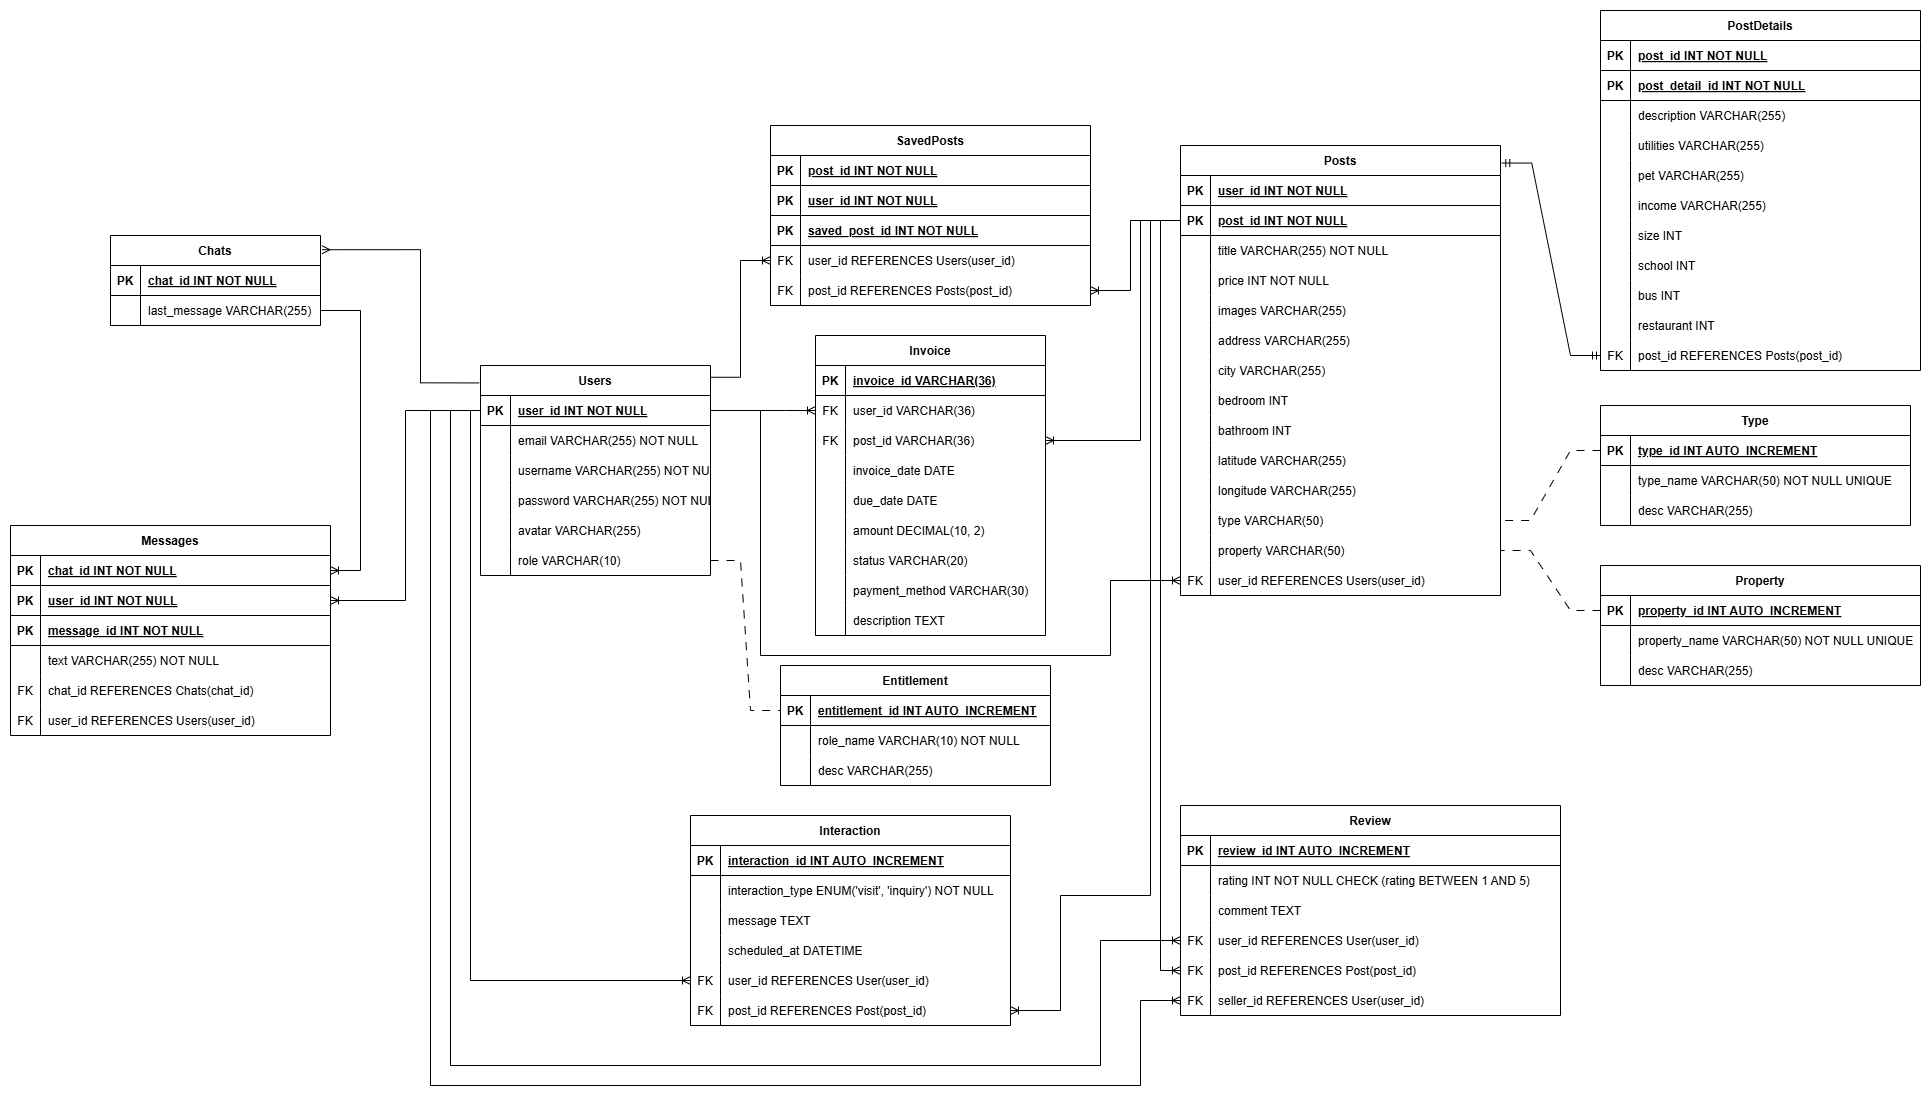 PostDetails
PK post_id INT NOT NULL
PK post_detail_id INT NOT NULL
description VARCHAR(255)
utilities VARCHAR(255)
pet VARCHAR(255)
income VARCHAR(255)
size INT
school INT
bus INT
restaurant INT
FK post_id REFERENCES Posts(post_id)
SavedPosts
PK post_id INT NOT NULL
PK user_id INT NOT NULL
PK saved_post_id INT NOT NULL
FK user_id REFERENCES Users(user_id)
FK post_id REFERENCES Posts(post_id)
Posts
PK user_id INT NOT NULL
PK post_id INT NOT NULL
title VARCHAR(255) NOT NULL
price INT NOT NULL
images VARCHAR(255)
address VARCHAR(255)
city VARCHAR(255)
bedroom INT
bathroom INT
latitude VARCHAR(255)
longitude VARCHAR(255)
type VARCHAR(50)
property VARCHAR(50)
FK user_id REFERENCES Users(user_id)
Chats
PK chat_id INT NOT NULL
last_message VARCHAR(255)
Invoice
PK invoice_id VARCHAR(36)
FK user_id VARCHAR(36)
FK post_id VARCHAR(36)
invoice_date DATE
due_date DATE
amount DECIMAL(10, 2)
status VARCHAR(20)
payment_method VARCHAR(30)
description TEXT
Users
PK user_id INT NOT NULL
email VARCHAR(255) NOT NULL
username VARCHAR(255) NOT NU
password VARCHAR(255) NOT NUL
avatar VARCHAR(255)
role VARCHAR(10)
Type
PK type_id INT AUTO_INCREMENT
type_name VARCHAR(50) NOT NULL UNIQUE
desc VARCHAR(255)
Messages
PK chat_id INT NOT NULL
PK user_id INT NOT NULL
PK message_id INT NOT NULL
text VARCHAR(255) NOT NULL
FK chat_id REFERENCES Chats(chat_id)
FK user_id REFERENCES Users(user_id)
Property
PK property_id INT AUTO_INCREMENT
property_name VARCHAR(50) NOT NULL UNIQUE
desc VARCHAR(255)
Entitlement
PK entitlement_id INT AUTO_INCREMENT
role_name VARCHAR(10) NOT NULL
desc VARCHAR(255)
Interaction
PK interaction_id INT AUTO_INCREMENT
interaction_type ENUM('visit', 'inquiry') NOT NULL
message TEXT
scheduled_at DATETIME
FK user_id REFERENCES User(user_id)
FK post_id REFERENCES Post(post_id)
Review
PK review_id INT AUTO_INCREMENT
rating INT NOT NULL CHECK (rating BETWEEN 1 AND 5)
comment TEXT
FK user_id REFERENCES User(user_id)
FK post_id REFERENCES Post(post_id)
FK seller_id REFERENCES User(user_id)